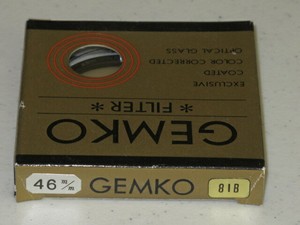 GEMKO
* FILTER *
EXCLUSIVE
COATED
COLOR CORRECTED
OPTICAL GLASS
46 m/m
GEMKO
81B